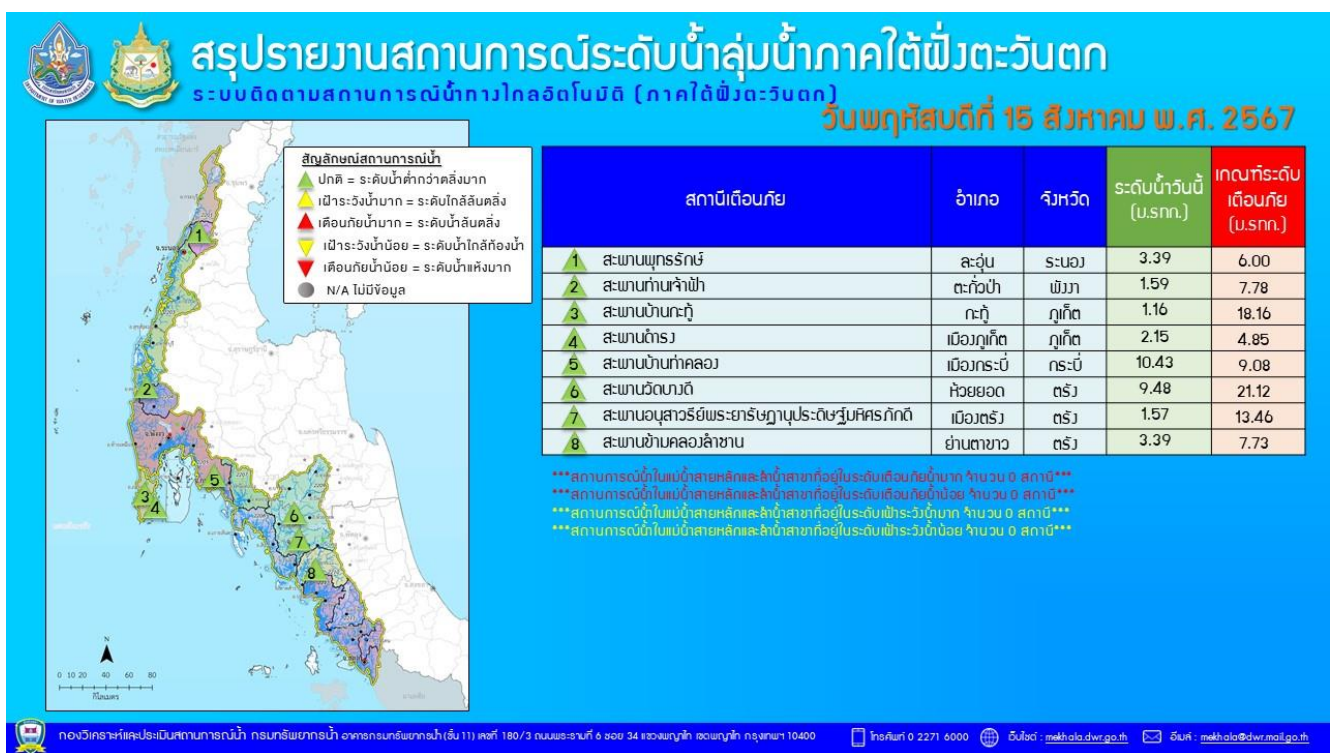 สรุปรายงานสถานการณ์ระดับน้ำลุ่มน้ำภาคใต้ฝั่งตะวันตก
ระบบติดตามสถานการณ์น้ำทางไกลอัตโนมัติ (ภาคใต้ฝั่งตะวันตก)
วันพฤหัสบดีที่ 15 สิงหาคม พ.ศ. 2567
สัญลักษณ์สถานการณ์น้ำ
ปกติ = ระดับน้ำต่ำกว่าตลิ่งมาก
เฝ้าระวังน้ำมาก = ระดับใกล้ล้นตลิ่ง
เตือนภัยน้ำมาก = ระดับน้ำล้นตลิ่ง
เฝ้าระวังน้ำน้อย = ระดับน้ำใกล้ท้องน้ำ
เตือนภัยน้ำน้อย = ระดับน้ำแห้งมาก
N/A ไม่มีข้อมูล
1
2
3
4
5
6
7
8
N
0 10 20 40 60 80
กิโลเมตร
สถานีเตือนภัย อำเภอ จังหวัด ระดับน้ำวันนี้ (ม.รทก.) เกณฑ์ระดับเตือนภัย (ม.รทก.)
1 สะพานพุทธรักษ์ ละอุ่น ระนอง 3.39 6.00
2 สะพานท่านเจ้าฟ้า ตะกั่วป่า พังงา 1.59 7.78
3 สะพานบ้านกะทู้ กะทู้ ภูเก็ต 1.16 18.16
4 สะพานดำรง เมืองภูเก็ต ภูเก็ต 2.15 4.85
5 สะพานบ้านท่าคลอง เมืองกระบี่ กระบี่ 10.43 9.08
6 สะพานวัดบางดี ห้วยยอด ตรัง 9.48 21.12
7 สะพานอนุสาวรีย์พระยารัษฎานุประดิษฐ์มหิศรภักดี เมืองตรัง ตรัง 1.57 13.46
8 สะพานข้ามคลองลำชาน ย่านตาขาว ตรัง 3.39 7.73
***สถานการณ์น้ำในแม่น้ำสายหลักและลำน้ำสาขาที่อยู่ในระดับเตือนภัยน้ำมาก จำนวน 0 สถานี***
***สถานการณ์น้ำในแม่น้ำสายหลักและลำน้ำสาขาที่อยู่ในระดับเตือนภัยน้ำน้อย จำนวน 0 สถานี***
***สถานการณ์น้ำในแม่น้ำสายหลักและลำน้ำสาขาที่อยู่ในระดับเฝ้าระวังน้ำมาก จำนวน 0 สถานี***
***สถานการณ์น้ำในแม่น้ำสายหลักและลำน้ำสาขาที่อยู่ในระดับเฝ้าระวังน้ำน้อย จำนวน 0 สถานี***
กองวิเคราะห์และประเมินสถานการณ์น้ำ กรมทรัพยากรน้ำ อาคารกรมทรัพยากรน้ำ (ชั้น 11) เลขที่ 180/3 ถนนพระรามที่ 6 ซอย 34 แขวงพญาไท เขตพญาไท กรุงเทพฯ 10400 โทรศัพท์ 0 2271 6000 เว็บไซต์ : mekhala.dwr.go.th อีเมล์ : mekhala@dwr.mail.go.th